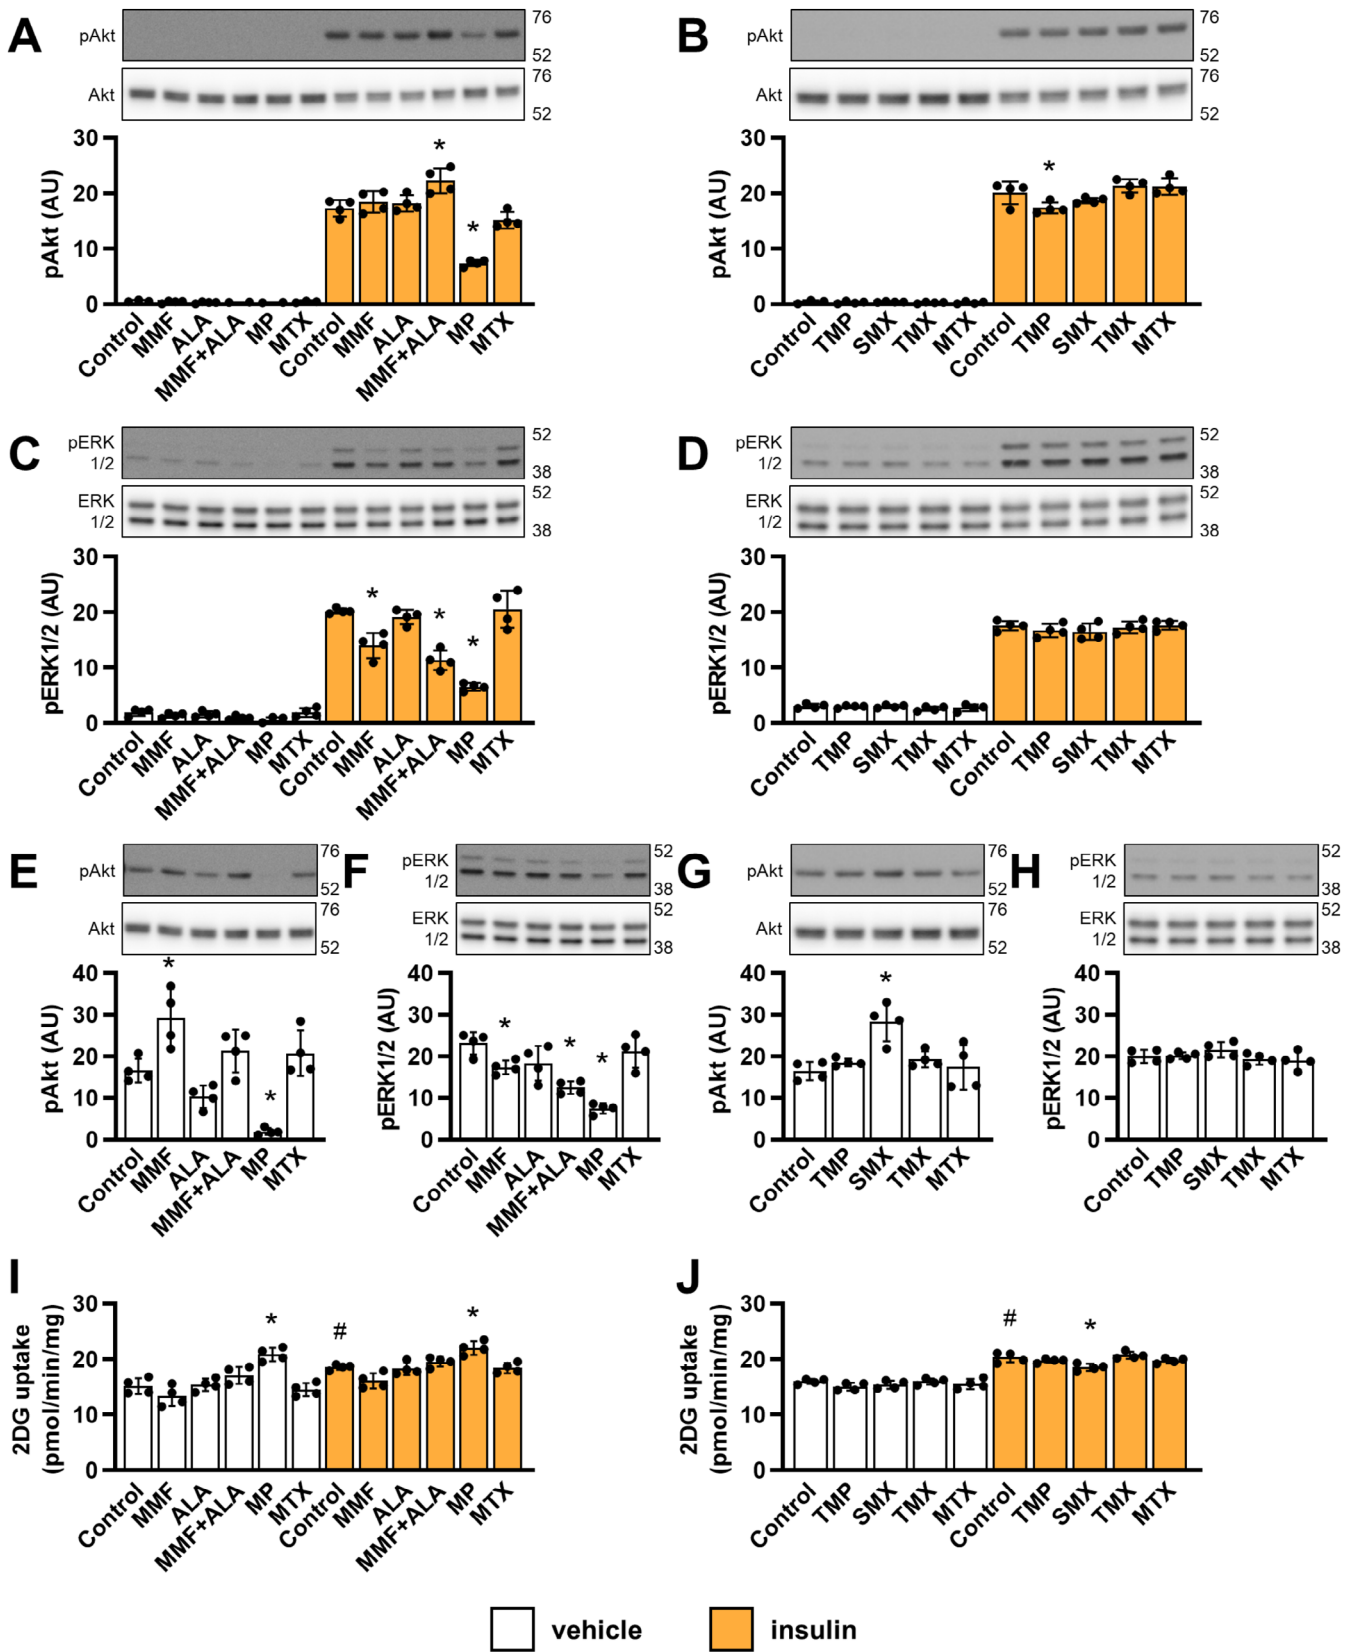 A
pAkt
76
52
Akt
76
52
pAkt (AU)
30
20
10
0
*
*
Control
MMF
ALA
MMF+ALA
MP
MTX
Control
MMF
ALA
MMF+ALA
MP
MTX
B
pAkt
76
52
Akt
76
52
pAkt (AU)
30
20
10
0
*
Control
TMP
SMX
TMX
MTX
Control
TMP
SMX
TMX
MTX
C
pERK
1/2
52
38
ERK
1/2
52
38
pERK1/2 (AU)
30
20
10
0
*
*
*
Control
MMF
ALA
MMF+ALA
MP
MTX
Control
MMF
ALA
MMF+ALA
MP
MTX
D
pERK
1/2
52
38
ERK
1/2
52
38
pERK1/2 (AU)
30
20
10
0
Control
TMP
SMX
TMX
MTX
Control
TMP
SMX
TMX
MTX
E
pAkt
76
52
Akt
76
52
pAkt (AU)
40
30
20
10
0
*
*
Control
MMF
ALA
MMF+ALA
MP
MTX
F
pERK
1/2
52
38
ERK
1/2
52
38
pERK1/2 (AU)
40
30
20
10
0
*
*
*
Control
MMF
ALA
MMF+ALA
MP
MTX
G
pAkt
76
52
Akt
76
52
pAkt (AU)
40
30
20
10
0
*
Control
TMP
SMX
TMX
MTX
H
pERK
1/2
52
38
ERK
1/2
52
38
pERK1/2 (AU)
40
30
20
10
0
Control
TMP
SMX
TMX
MTX
I
2DG uptake
(pmol/min/mg)
30
20
10
0
*
#
*
Control
MMF
ALA
MMF+ALA
MP
MTX
Control
MMF
ALA
MMF+ALA
MP
MTX
J
2DG uptake
(pmol/min/mg)
30
20
10
0
#
*
Control
TMP
SMX
TMX
MTX
Control
TMP
SMX
TMX
MTX
vehicle
insulin